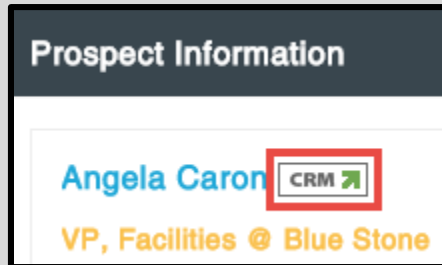 Prospect Information
Angela Caron CRM
VP, Facilities @ Blue Stone